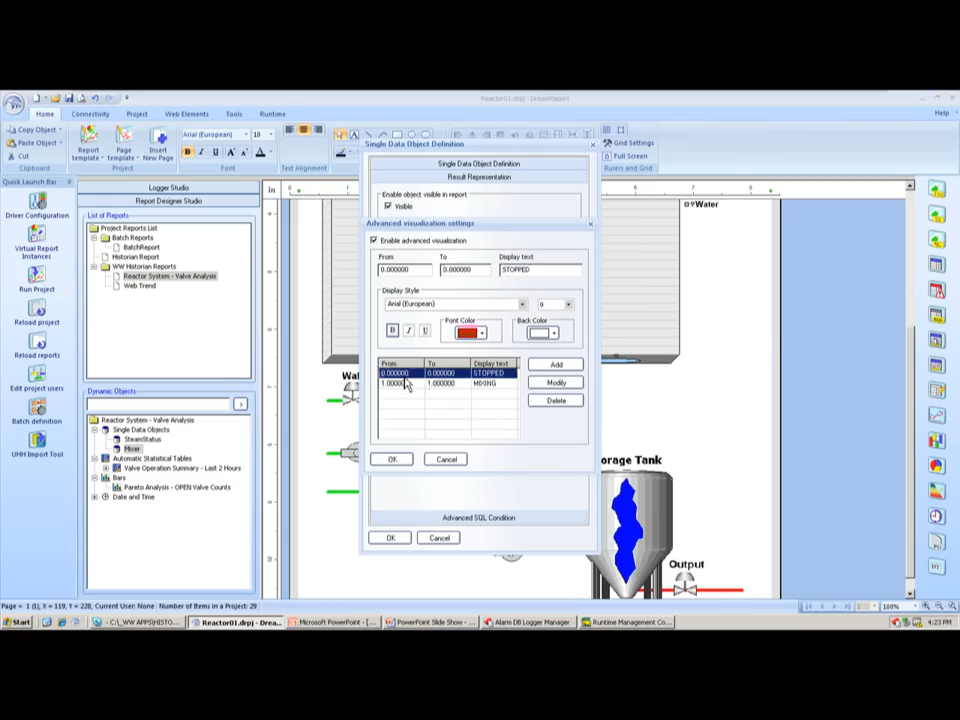 Reactor01.drpj - DreamReport
Home Connectivity Project Web Elements Tools Runtime Help
Copy Object
Paste Object
Cut
Clipboard
Report template
Page template
Insert New Page
Project
Arial (European) 10
B I U A A A
Font
Text Alignment
Grid Settings
Full Screen
Rulers and Grid
Quick Launch Bar
Driver Configuration
Virtual Report Instances
Run Project
Reload project
Reload reports
Edit project users
Batch definition
UHH Import Tool
Logger Studio
Report Designer Studio
List of Reports
Project Reports List
Batch Reports
BatchReport
Historian Report
WW Historian Reports
Reactor System - Valve Analysis
Web Trend
Dynamic Objects
Reactor System - Valve Analysis
Single Data Objects
SteamStatus
Mixer
Automatic Statistical Tables
Valve Operation Summary - Last 2 Hours
Bars
Pareto Analysis - OPEN Valve Counts
Date and Time
in
Single Data Object Definition
Single Data Object Definition
Result Representation
Enable object visible in report
Visible
Advanced visualization settings
Enable advanced visualization
From To Display text
0.000000 0.000000 STOPPED
Display Style
Arial (European) 9
B I U
Font Color
Back Color
From To Display text
0.000000 0.000000 STOPPED
1.00000 1.000000 MIXING
Add
Modify
Delete
OK Cancel
Advanced SQL Condition
OK Cancel
Water
Wat
orage Tank
Output
Page = 1 (1), X = 119, Y = 228, Current User: None Number of Items in a Project: 29
100%
Start
C:\_WW APPS\HISTO...
Reactor01.drpj - Drea...
Microsoft PowerPoint - [...
PowerPoint Slide Show - ...
Alarm DB Logger Manager
Runtime Management Co...
4:23 PM